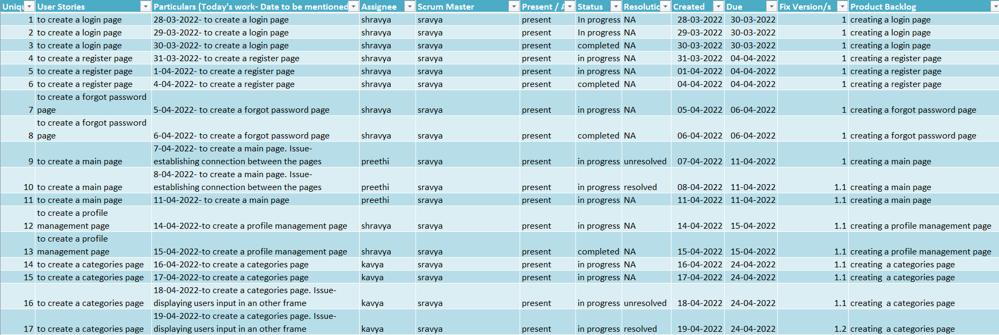 Uniq User Stories Particulars (Today's work- Date to be mentioned Assignee Scrum Master Present / A Status Resolutic Created Due Fix Version/s Product Backlog
1 to create a login page 28-03-2022- to create a login page shravya sravya present In progress NA 28-03-2022 30-03-2022 1 creating a login page
2 to create a login page 29-03-2022- to create a login page shravya sravya present In progress NA 29-03-2022 30-03-2022 1 creating a login page
3 to create a login page 30-03-2022- to create a login page shravya sravya present completed NA 30-03-2022 30-03-2022 1 creating a login page
4 to create a register page 31-03-2022- to create a register page shravya sravya present in progress NA 31-03-2022 04-04-2022 1 creating a register page
5 to create a register page 1-04-2022- to create a register page shravya sravya present in progress NA 01-04-2022 04-04-2022 1 creating a register page
6 to create a register page 4-04-2022- to create a register page shravya sravya present completed NA 04-04-2022 04-04-2022 1 creating a register page
to create a forgot password
7 page 5-04-2022- to create a forgot password page shravya sravya present in progress NA 05-04-2022 06-04-2022 1 creating a forgot password page
to create a forgot password
8 page 6-04-2022- to create a forgot password page shravya sravya present completed NA 06-04-2022 06-04-2022 1 creating a forgot password page
7-04-2022- to create a main page. Issue-
9 to create a main page establishing connection between the pages preethi sravya present in progress unresolved 07-04-2022 11-04-2022 1 creating a main page
8-04-2022- to create a main page. Issue-
10 to create a main page establishing connection between the pages preethi sravya present in progress resolved 08-04-2022 11-04-2022 1.1 creating a main page
11 to create a main page 11-04-2022- to create a main page preethi sravya present in progress NA 11-04-2022 11-04-2022 1.1 creating a main page
to create a profile
12 management page 14-04-2022-to create a profile management page shravya sravya present in progress NA 14-04-2022 15-04-2022 1.1 creating a profile management page
to create a profile
13 management page 15-04-2022-to create a profile management page shravya sravya present completed NA 15-04-2022 15-04-2022 1.1 creating a profile management page
14 to create a categories page 16-04-2022-to create a categories page kavya sravya present in progress NA 16-04-2022 24-04-2022 1.1 creating  a categories page
15 to create a categories page 17-04-2022-to create a categories page kavya sravya present in progress NA 17-04-2022 24-04-2022 1.1 creating  a categories page
18-04-2022-to create a categories page. Issue-
16 to create a categories page displaying users input in an other frame kavya sravya present in progress unresolved 18-04-2022 24-04-2022 1.1 creating  a categories page
19-04-2022-to create a categories page. Issue-
17 to create a categories page displaying users input in an other frame kavya sravya present in progress resolved 19-04-2022 24-04-2022 1.2 creating  a categories page